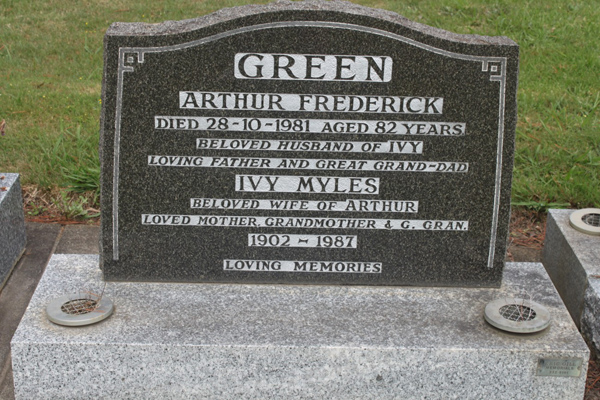 GREEN
ARTHUR FREDERICK
DIED 28-10-1981 AGED 82 YEARS
BELOVED HUSBAND OF IVY
LOVING FATHER AND GREAT GRAND-DAD
IVY MYLES
BELOVED WIFE OF ARTHUR
LOVED MOTHER, GRANDMOTHER & G. GRAN.
1902 - 1987
LOVING MEMORIES